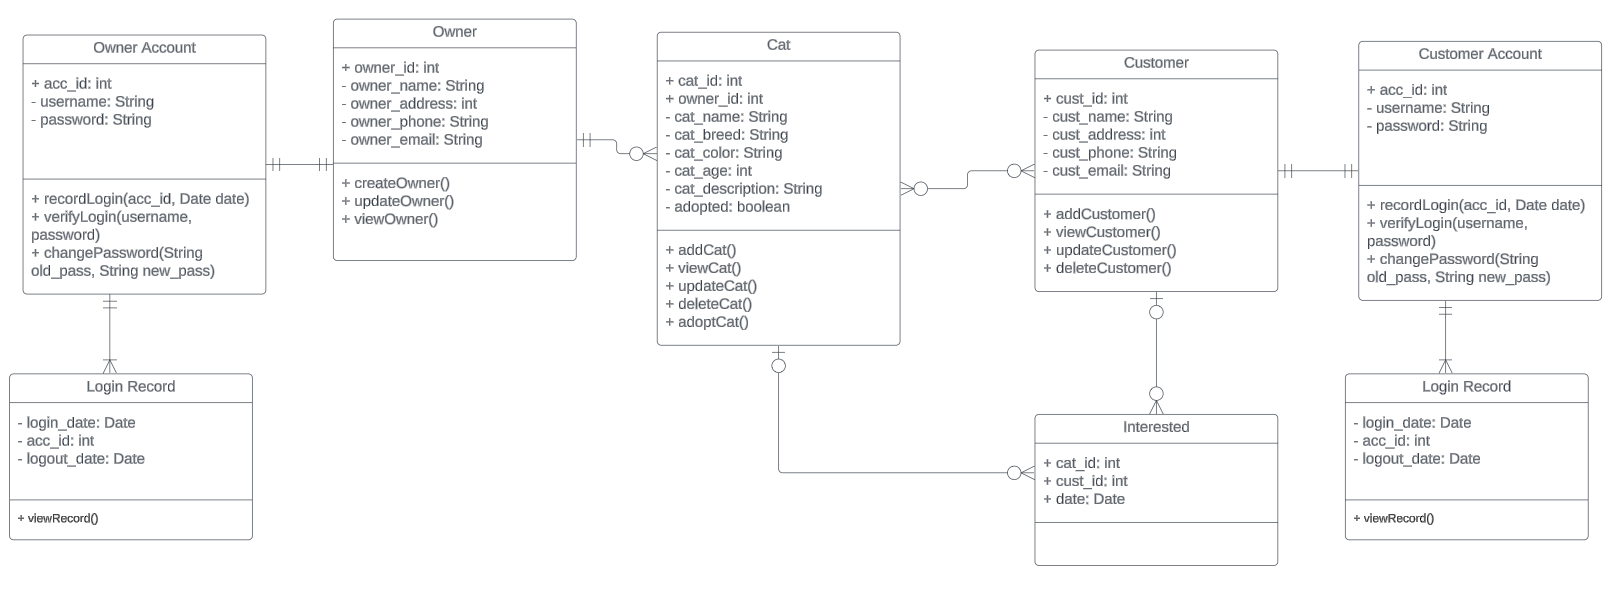 Owner Account
+ acc_id: int
- username: String
- password: String
+ recordLogin(acc_id, Date date)
+ verifyLogin(username,
password)
+ changePassword(String
old_pass, String new_pass)
Owner
+ owner_id: int
- owner_name: String
- owner_address: int
- owner_phone: String
- owner_email: String
+ createOwner()
+ updateOwner()
+ viewOwner()
Cat
+ cat_id: int
+ owner_id: int
- cat_name: String
- cat_breed: String
- cat_color: String
- cat_age: int
- cat_description: String
- adopted: boolean
+ addCat()
+ viewCat()
+ updateCat()
+ deleteCat()
+ adoptCat()
Customer
+ cust_id: int
- cust_name: String
- cust_address: int
- cust_phone: String
- cust_email: String
+ addCustomer()
+ viewCustomer()
+ updateCustomer()
+ deleteCustomer()
Customer Account
+ acc_id: int
- username: String
- password: String
+ recordLogin(acc_id, Date date)
+ verifyLogin(username,
password)
+ changePassword(String
old_pass, String new_pass)
Login Record
- login_date: Date
- acc_id: int
- logout_date: Date
+ viewRecord()
Interested
+ cat_id: int
+ cust_id: int
+ date: Date
Login Record
- login_date: Date
- acc_id: int
- logout_date: Date
+ viewRecord()